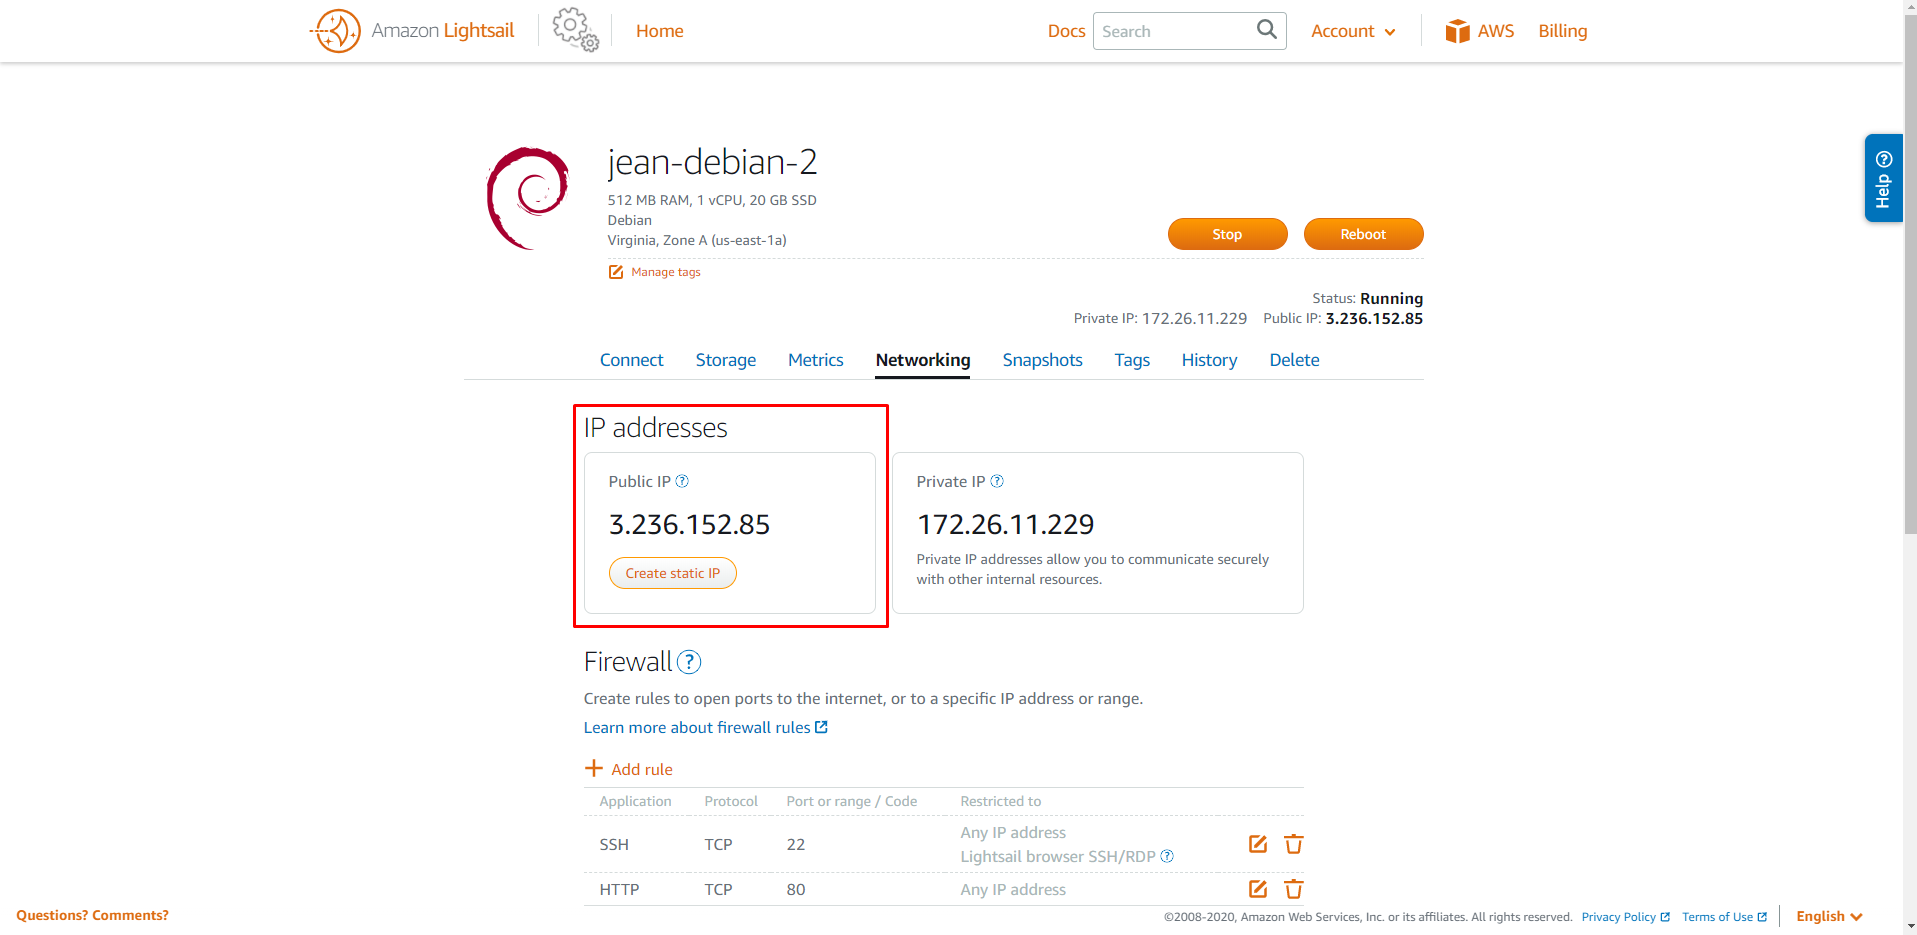 Amazon Lightsail
Home
Docs
Search
Account
AWS
Billing
Help
jean-debian-2
512 MB RAM, 1 vCPU, 20 GB SSD
Debian
Virginia, Zone A (us-east-1a)
Stop
Reboot
Manage tags
Status: Running
Private IP: 172.26.11.229 Public IP: 3.236.152.85
Connect Storage Metrics Networking Snapshots Tags History Delete
IP addresses
Public IP ?
3.236.152.85
Create static IP
Private IP ?
172.26.11.229
Private IP addresses allow you to communicate securely
with other internal resources.
Firewall ?
Create rules to open ports to the internet, or to a specific IP address or range.
Learn more about firewall rules
+ Add rule
Application Protocol Port or range / Code Restricted to
SSH TCP 22 Any IP address
Lightsail browser SSH/RDP ?
HTTP TCP 80 Any IP address
Questions? Comments?
©2008-2020, Amazon Web Services, Inc. or its affiliates. All rights reserved. Privacy Policy Terms of Use English